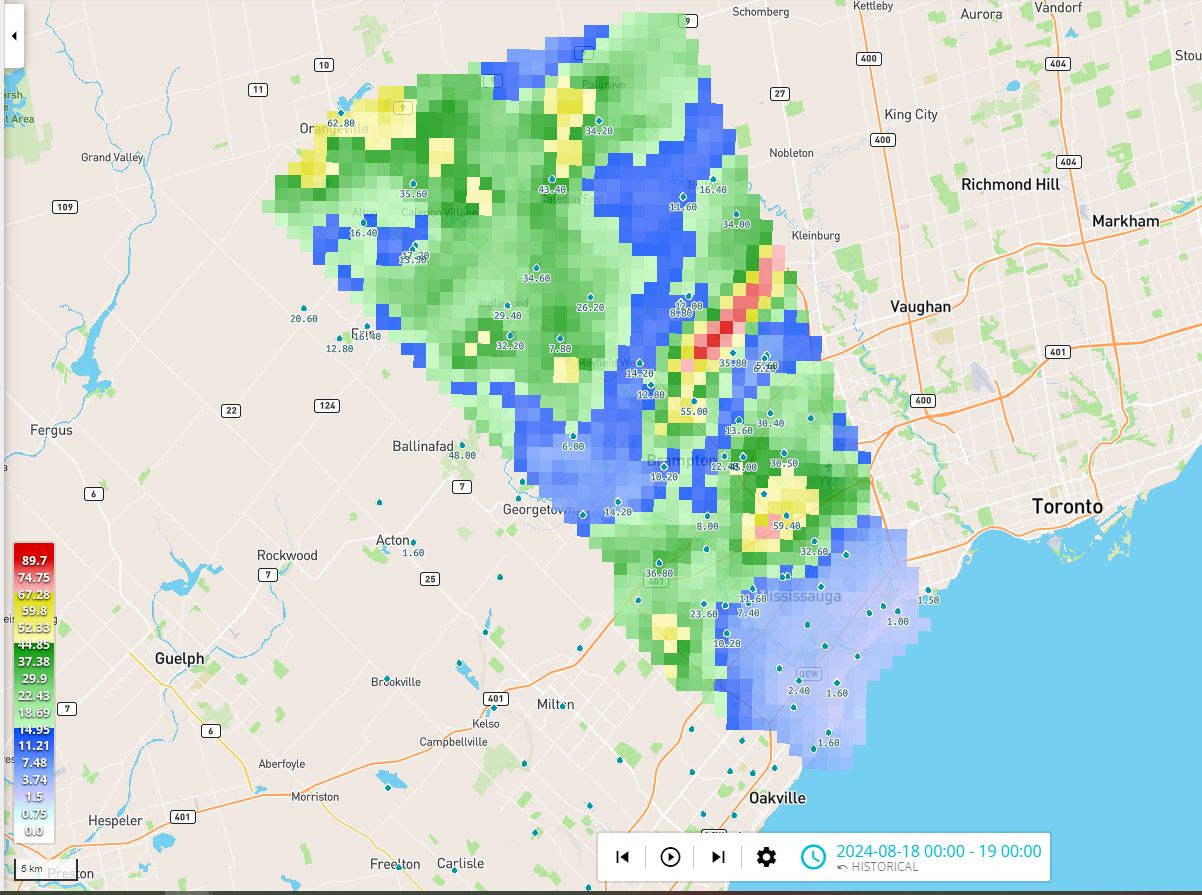 9
Schomberg
Kettleby
Aurora
Vandorf
400
404
10
11
27
9
Palgrave
King City
62.80
Orangeville
34.20
400
Nobleton
Grand Valley
404
35.60
43.40
16.40
Richmond Hill
109
Caledon East
11.60
Alton
Caledon Village
34.00
Markham
16.40
Kleinburg
34.60
Inglewood
26.20
20.60
29.40
8.80
Vaughan
16.40
12.80
32.20
7.80
35.80
401
14.20
12.80
400
22
124
55.00
30.40
13.60
Fergus
Ballinafad
6.00
48.00
Brampton
30.50
10.20
YYZ
7
6
Georgetown
14.20
8.00
59.40
Toronto
Acton
1.60
32.60
Rockwood
7
25
36.80
401
89.7
74.75
67.28
59.8
52.33
44.85
37.38
29.9
22.43
18.69
14.95
11.21
7.48
3.74
1.5
0.75
0.0
11.60
Mississauga
1.50
23.60
7.40
1.00
10.20
Guelph
QEW
Brookville
2.40
1.60
401
7
Milton
Kelso
6
Campbellville
1.60
Aberfoyle
Morriston
Oakville
Hespeler
401
5 km
Preston
Freelton
Carlisle
2024-08-18 00:00 - 19 00:00
HISTORICAL